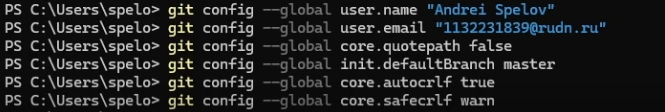 PS C:\Users\spelo> git config --global user.name "Andrei Spelov"
PS C:\Users\spelo> git config --global user.email "1132231839@rudn.ru"
PS C:\Users\spelo> git config --global core.quotepath false
PS C:\Users\spelo> git config --global init.defaultBranch master
PS C:\Users\spelo> git config --global core.autocrlf true
PS C:\Users\spelo> git config --global core.safecrlf warn